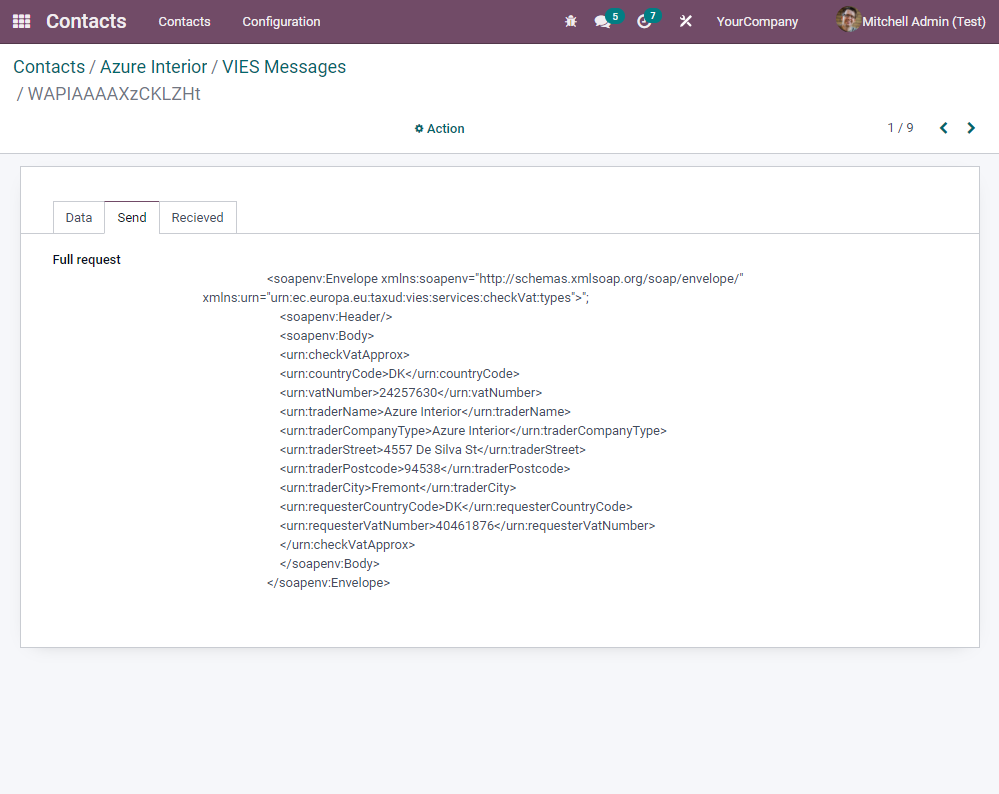 Contacts Contacts Configuration 5 7 YourCompany Mitchell Admin (Test)
Contacts / Azure Interior / VIES Messages
/ WAPIAAAAXzCKLZHt
Action 1 / 9
Data Send Recieved
Full request
<soapenv:Envelope xmlns:soapenv="http://schemas.xmlsoap.org/soap/envelope/"
xmlns:urn="urn:ec.europa.eu:taxud:vies:services:checkVat:types">";
<soapenv:Header/>
<soapenv:Body>
<urn:checkVatApprox>
<urn:countryCode>DK</urn:countryCode>
<urn:vatNumber>24257630</urn:vatNumber>
<urn:traderName>Azure Interior</urn:traderName>
<urn:traderCompanyType>Azure Interior</urn:traderCompanyType>
<urn:traderStreet>4557 De Silva St</urn:traderStreet>
<urn:traderPostcode>94538</urn:traderPostcode>
<urn:traderCity>Fremont</urn:traderCity>
<urn:requesterCountryCode>DK</urn:requesterCountryCode>
<urn:requesterVatNumber>40461876</urn:requesterVatNumber>
</urn:checkVatApprox>
</soapenv:Body>
</soapenv:Envelope>